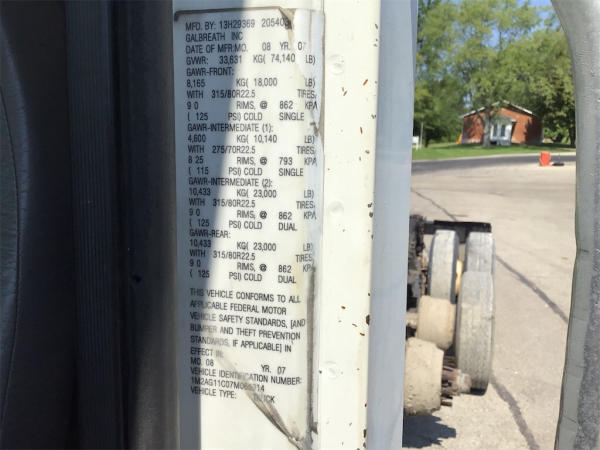 MFD. BY: 13H29369 205403
GALBREATH INC
DATE OF MFR: MO. 08 YR. 07
GVWR: 33,631 KG( 74,140 LB)
GAWR-FRONT:
8,165 KG( 18,000 LB)
WITH 315/80R22.5 TIRES,
9 0 RIMS, @ 862 KPA
( 125 PSI) COLD SINGLE
GAWR-INTERMEDIATE (1):
4,600 KG( 10,140 LB)
WITH 275/70R22.5 TIRES,
8 25 RIMS, @ 793 KPA
( 115 PSI) COLD SINGLE
GAWR-INTERMEDIATE (2):
10,433 KG( 23,000 LB)
WITH 315/80R22.5 TIRES,
9 0 RIMS, @ 862 KPA
( 125 PSI) COLD DUAL
GAWR-REAR:
10,433 KG( 23,000 LB)
WITH 315/80R22.5 TIRES,
9 0 RIMS, @ 862 KPA
( 125 PSI) COLD DUAL
THIS VEHICLE CONFORMS TO ALL
APPLICABLE FEDERAL MOTOR
VEHICLE SAFETY STANDARDS, [AND
BUMPER AND THEFT PREVENTION
STANDARDS, IF APPLICABLE] IN
EFFECT IN:
MO. 08 YR. 07
VEHICLE IDENTIFICATION NUMBER:
VEHICLE TYPE: TRUCK